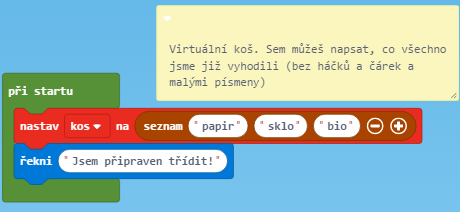 Virtuální koš. Sem můžeš napsat, co všechno
jsme již vyhodili (bez háčků a čárek a
malými písmeny)
při startu
nastav kos na seznam "papir" "sklo" "bio"
řekni "Jsem připraven třídit!"